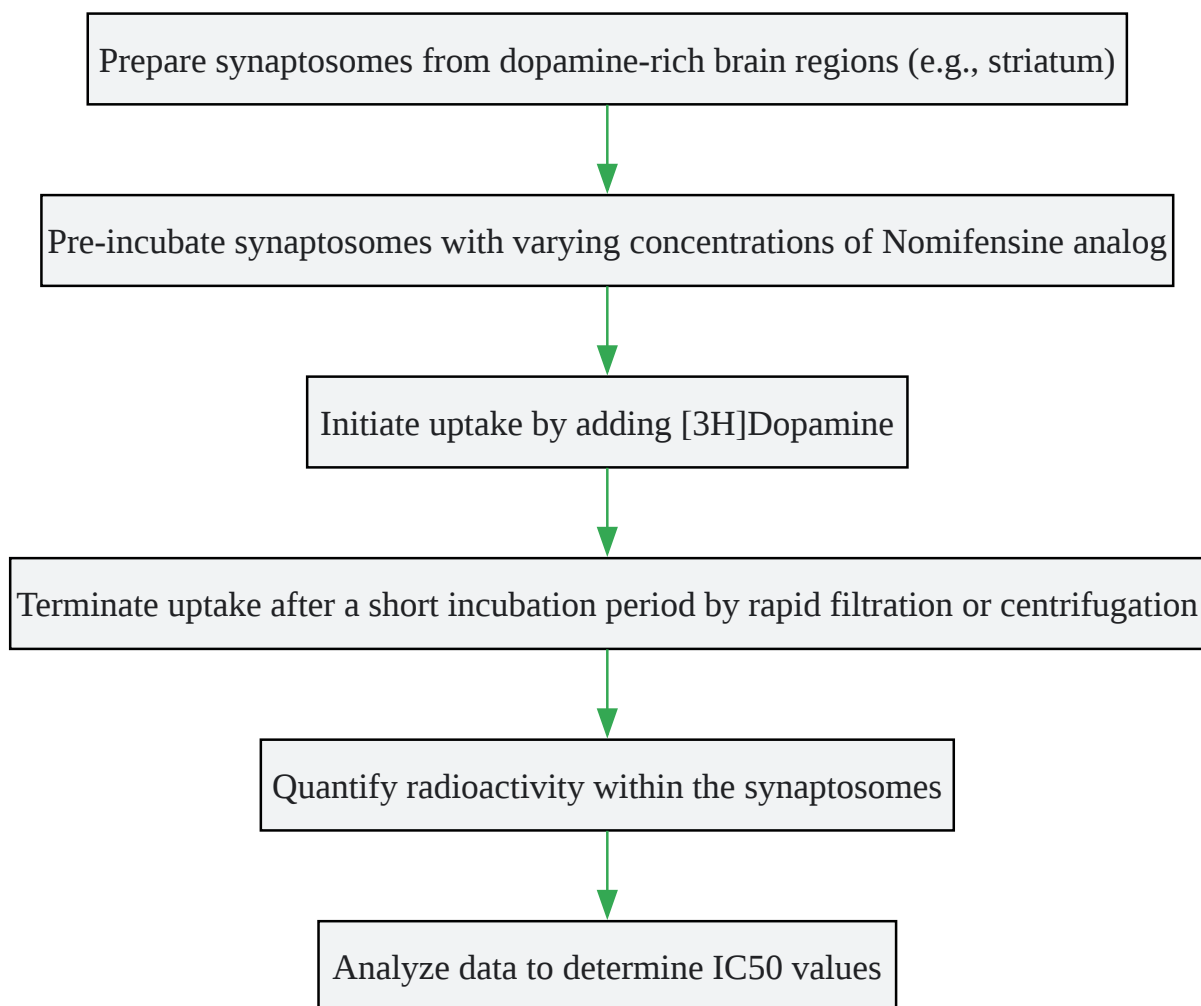 Prepare synaptosomes from dopamine-rich brain regions (e.g., striatum)
Pre-incubate synaptosomes with varying concentrations of Nomifensine analog
Initiate uptake by adding [3H]Dopamine
Terminate uptake after a short incubation period by rapid filtration or centrifugation
Quantify radioactivity within the synaptosomes
Analyze data to determine IC50 values